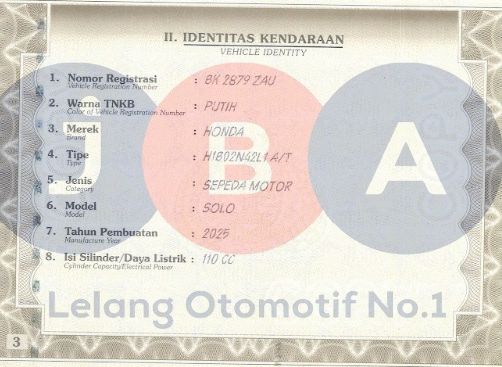 II. IDENTITAS KENDARAAN
VEHICLE IDENTITY
1. Nomor Registrasi : BK 2879 ZAU
Vehicle Registration Number
2. Warna TNKB : PUTIH
Color of Vehicle Registration Number
3. Merek : HONDA
Brand
4. Tipe : H1B02N42L1 A/T
Type
5. Jenis : SEPEDA MOTOR
Category
6. Model : SOLO
Model
7. Tahun Pembuatan : 2025
Manufacture Year
8. Isi Silinder/Daya Listrik : 110 CC
Cylinder Capacity/Electrical Power
JBA
Lelang Otomotif No.1
3